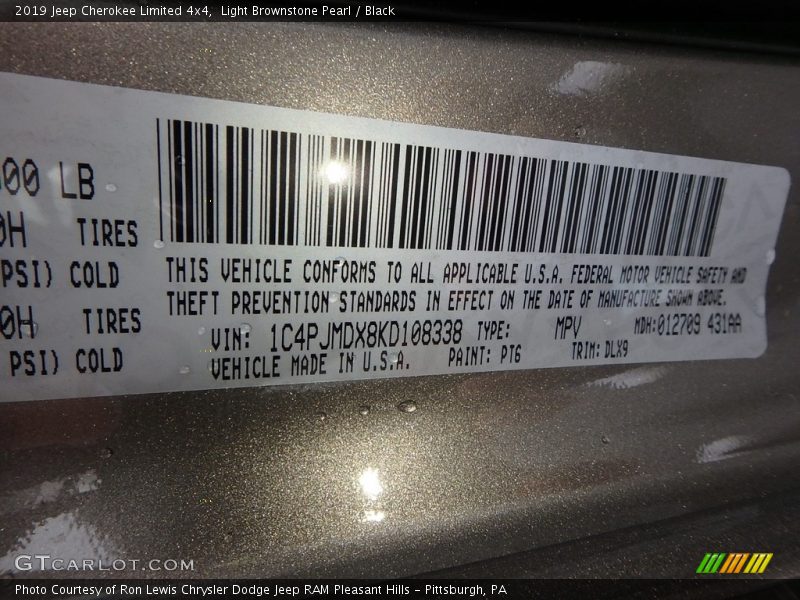 2019 Jeep Cherokee Limited 4x4, Light Brownstone Pearl / Black
00 LB
0H TIRES
PSI) COLD
0H TIRES
PSI) COLD
THIS VEHICLE CONFORMS TO ALL APPLICABLE U.S.A. FEDERAL MOTOR VEHICLE SAFETY AND
THEFT PREVENTION STANDARDS IN EFFECT ON THE DATE OF MANUFACTURE SHOWN ABOVE.
VIN: 1C4PJMDX8KD108338 TYPE: MPV MDH:012709 431AA
VEHICLE MADE IN U.S.A. PAINT: PTG TRIM: DLX9
GTCARLOT.COM
Photo Courtesy of Ron Lewis Chrysler Dodge Jeep RAM Pleasant Hills - Pittsburgh, PA